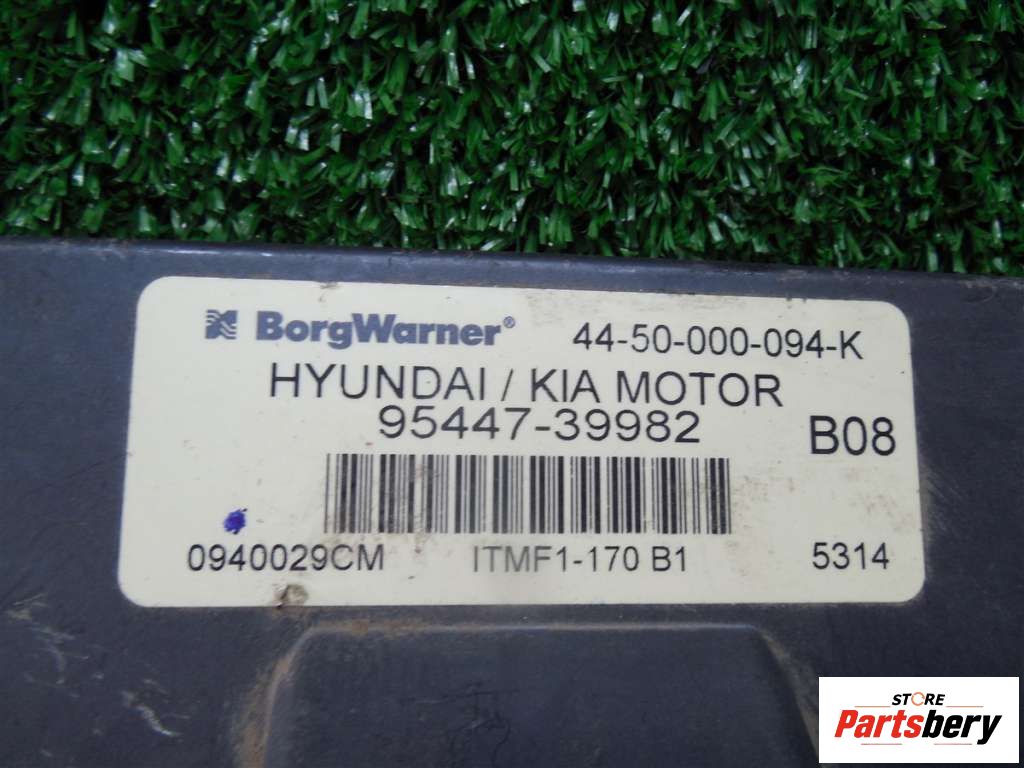 BorgWarner® 44-50-000-094-K
HYUNDAI / KIA MOTOR
95447-39982 B08
0940029CM ITMF1-170 B1 5314
STORE
Partsbery